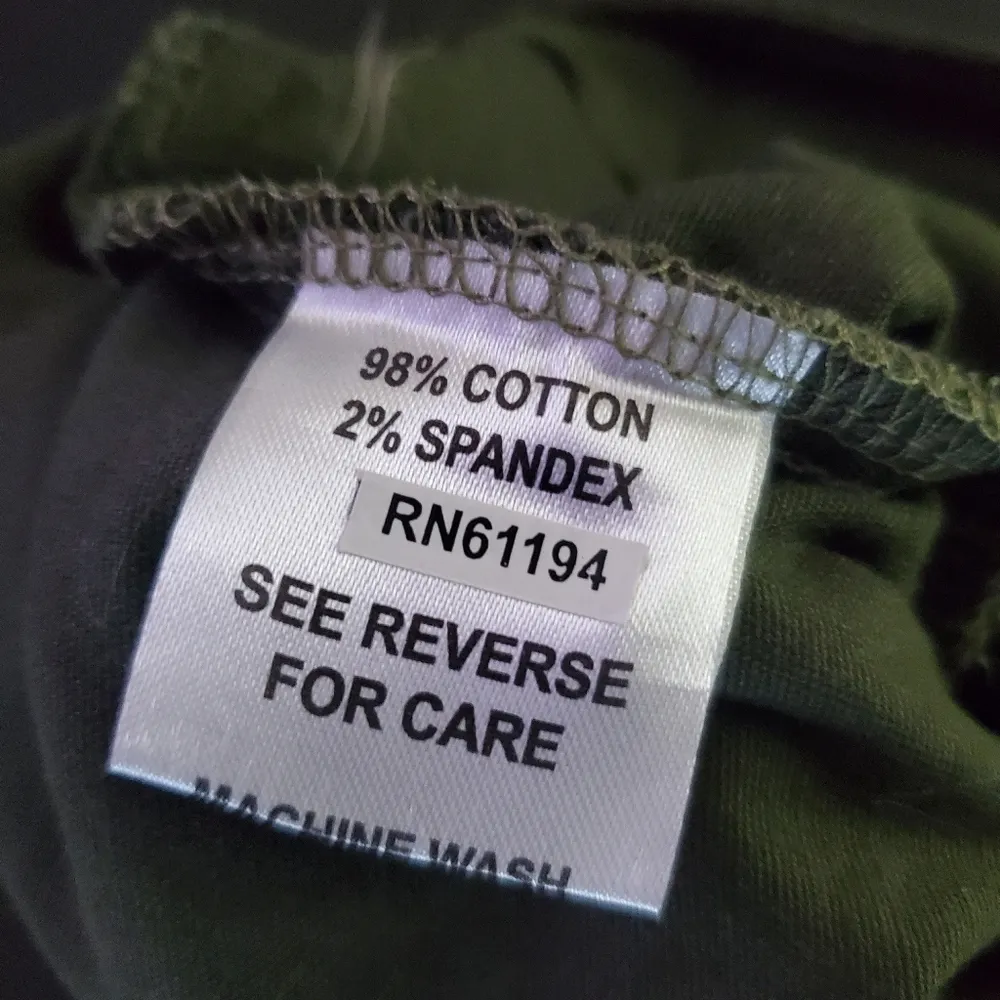 98% COTTON
2% SPANDEX
RN61194
SEE REVERSE
FOR CARE
MACHINE WASH